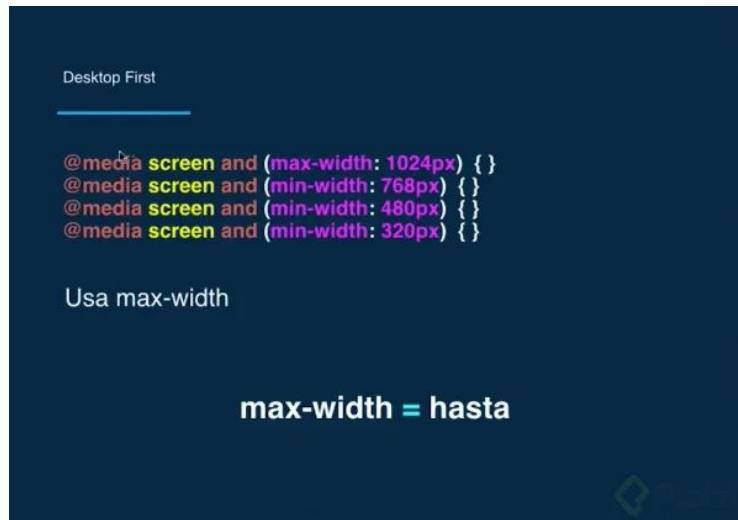 Desktop First
@media screen and (max-width: 1024px) { }
@media screen and (min-width: 768px) { }
@media screen and (min-width: 480px) { }
@media screen and (min-width: 320px) { }
Usa max-width
max-width = hasta